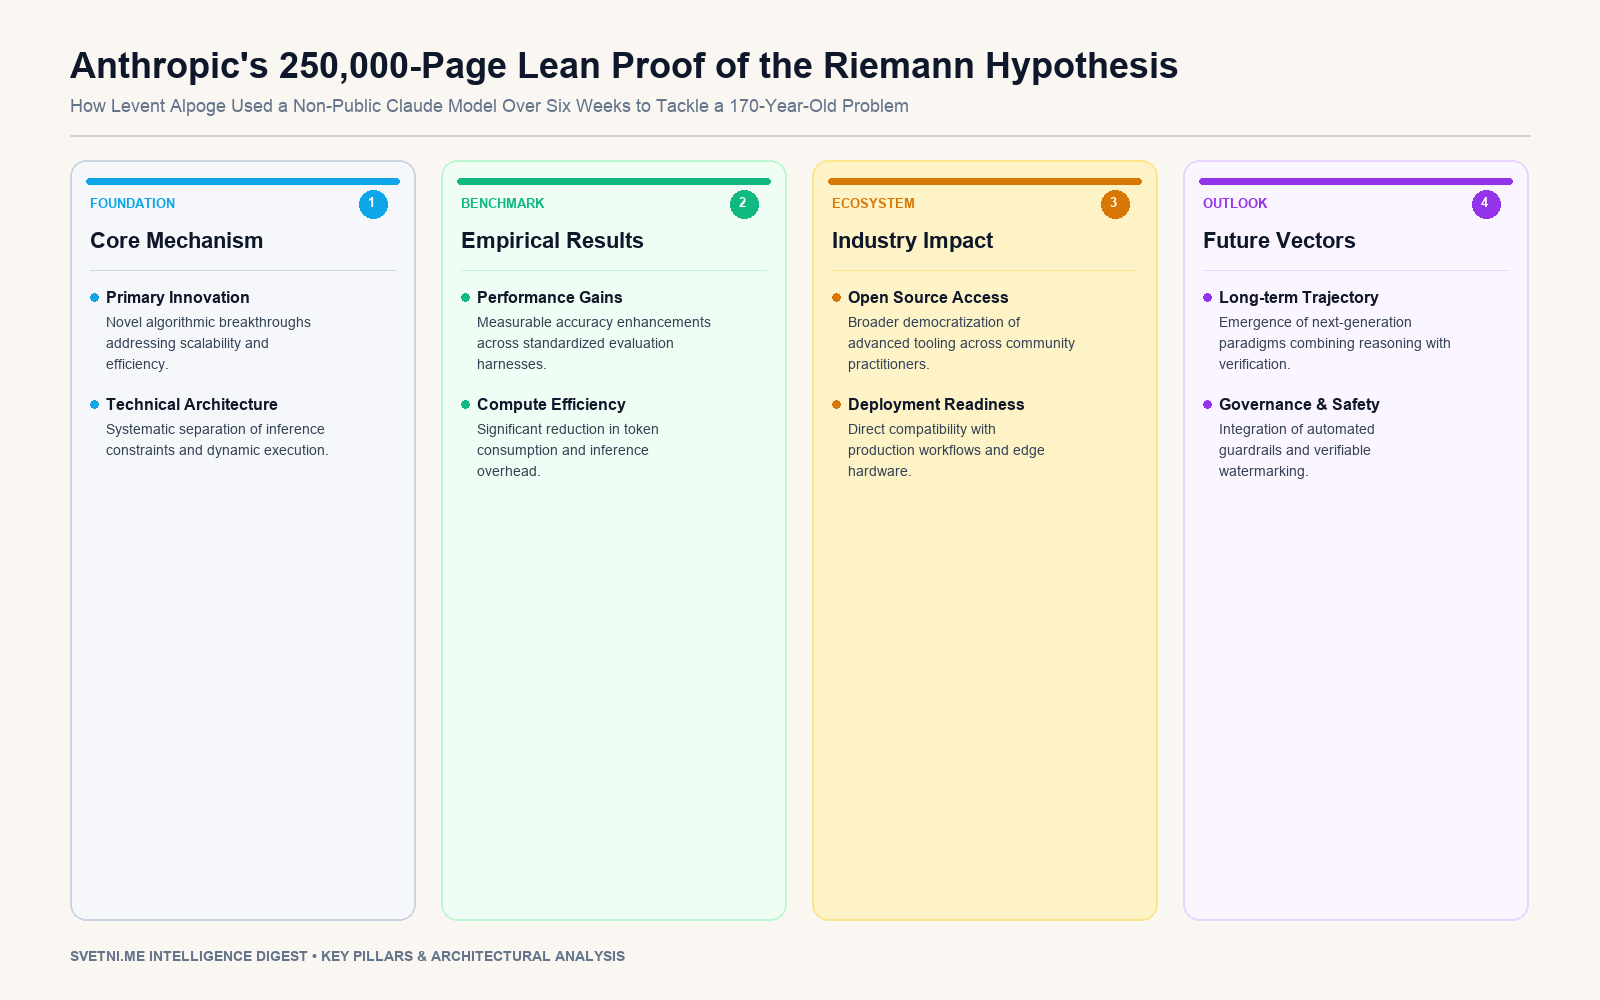 Anthropic's 250,000-Page Lean Proof of the Riemann Hypothesis
How Levent Alpoge Used a Non-Public Claude Model Over Six Weeks to Tackle a 170-Year-Old Problem
FOUNDATION
1
Core Mechanism
Primary Innovation
Novel algorithmic breakthroughs
addressing scalability and
efficiency.
Technical Architecture
Systematic separation of inference
constraints and dynamic execution.
BENCHMARK
2
Empirical Results
Performance Gains
Measurable accuracy enhancements
across standardized evaluation
harnesses.
Compute Efficiency
Significant reduction in token
consumption and inference
overhead.
ECOSYSTEM
3
Industry Impact
Open Source Access
Broader democratization of
advanced tooling across community
practitioners.
Deployment Readiness
Direct compatibility with
production workflows and edge
hardware.
OUTLOOK
4
Future Vectors
Long-term Trajectory
Emergence of next-generation
paradigms combining reasoning with
verification.
Governance & Safety
Integration of automated
guardrails and verifiable
watermarking.
SVETNI.ME INTELLIGENCE DIGEST • KEY PILLARS & ARCHITECTURAL ANALYSIS